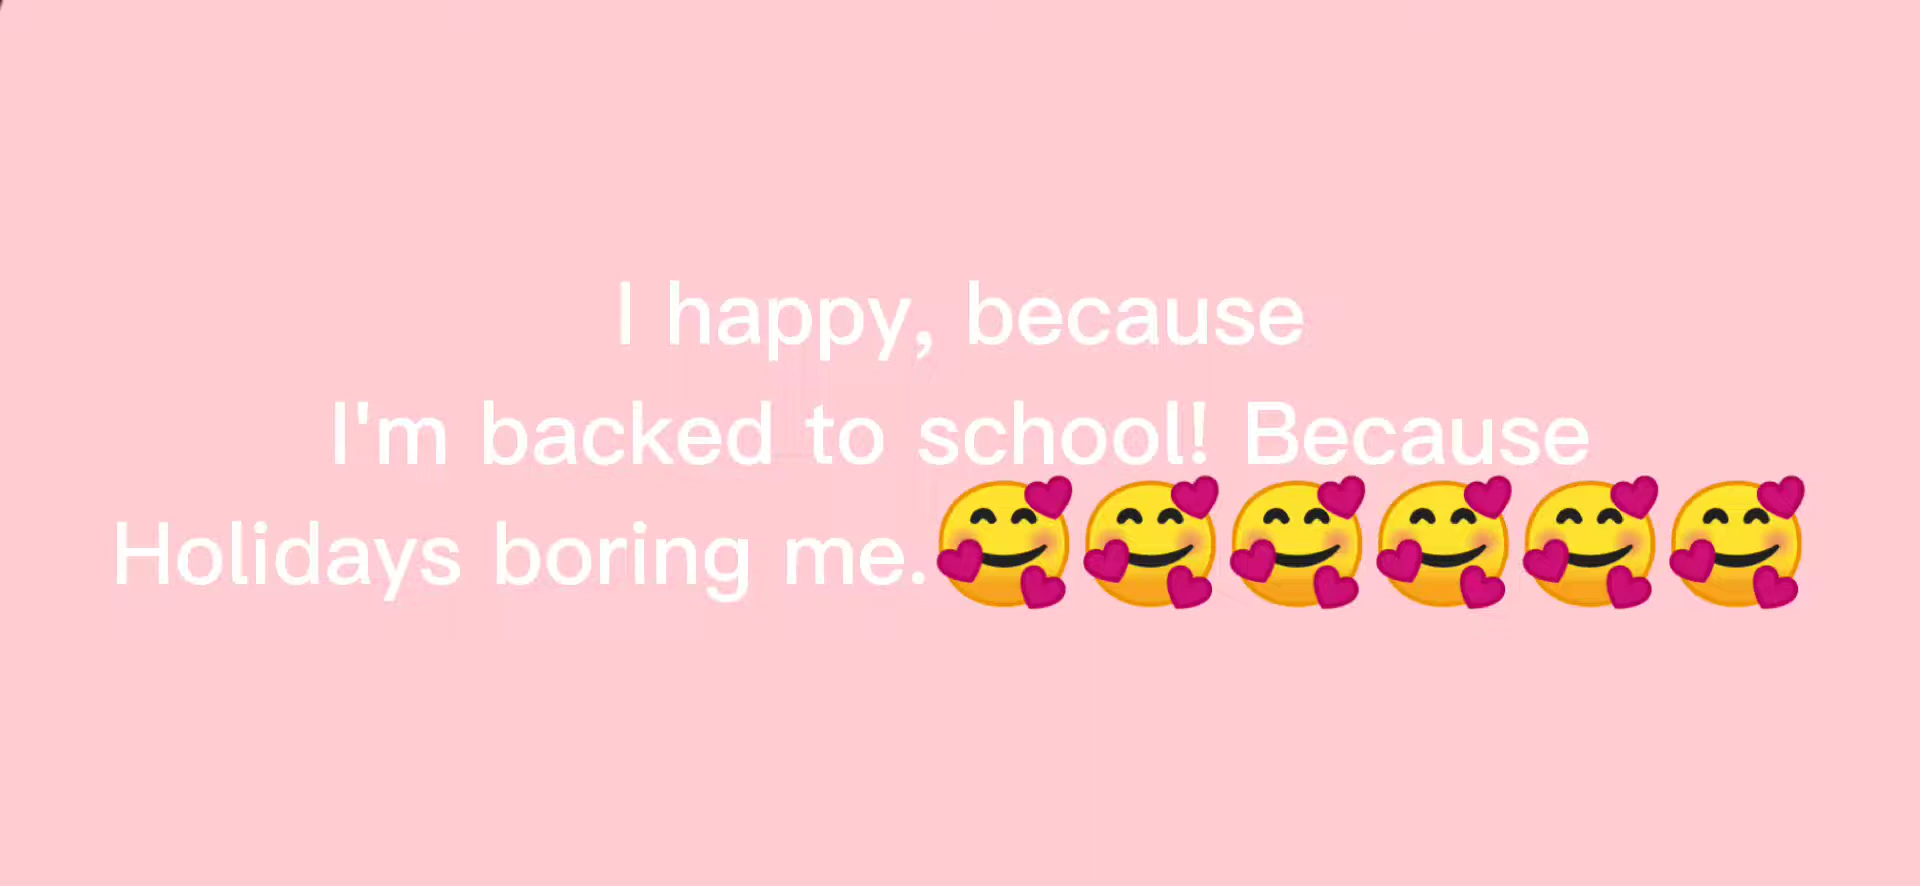 I happy, because
I'm backed to school! Because
Holidays boring me.🥰🥰🥰🥰🥰🥰